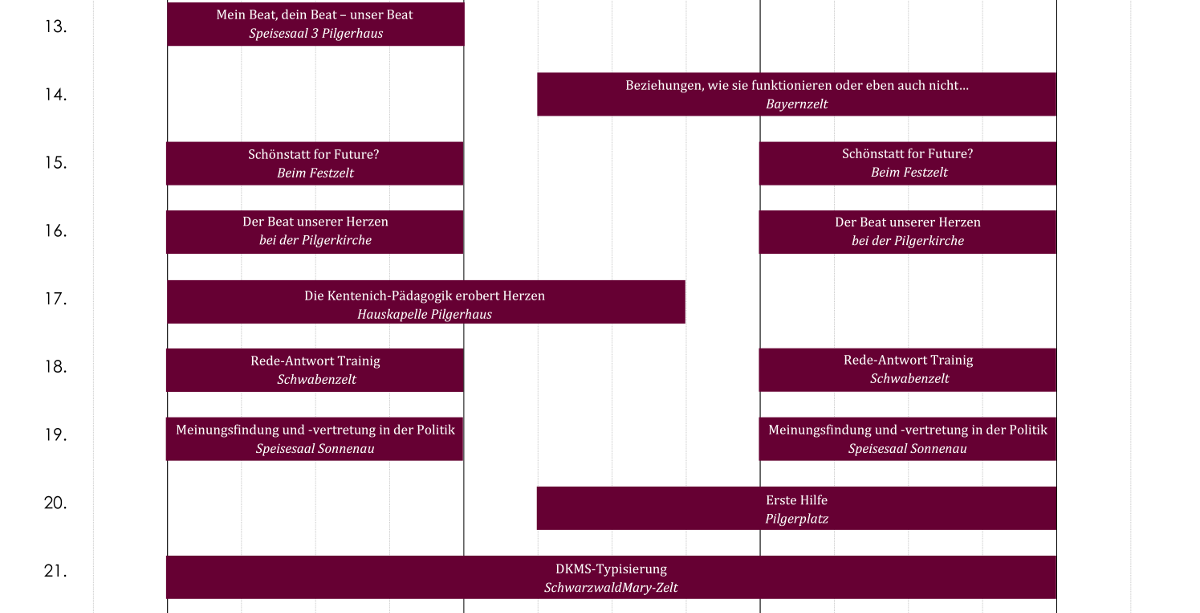 13.
Mein Beat, dein Beat – unser Beat
Speisesaal 3 Pilgerhaus
14.
Beziehungen, wie sie funktionieren oder eben auch nicht…
Bayernzelt
15.
Schönstatt for Future?
Beim Festzelt
Schönstatt for Future?
Beim Festzelt
16.
Der Beat unserer Herzen
bei der Pilgerkirche
Der Beat unserer Herzen
bei der Pilgerkirche
17.
Die Kentenich-Pädagogik erobert Herzen
Hauskapelle Pilgerhaus
18.
Rede-Antwort Trainig
Schwabenzelt
Rede-Antwort Trainig
Schwabenzelt
19.
Meinungsfindung und -vertretung in der Politik
Speisesaal Sonnenau
Meinungsfindung und -vertretung in der Politik
Speisesaal Sonnenau
20.
Erste Hilfe
Pilgerplatz
21.
DKMS-Typisierung
SchwarzwaldMary-Zelt